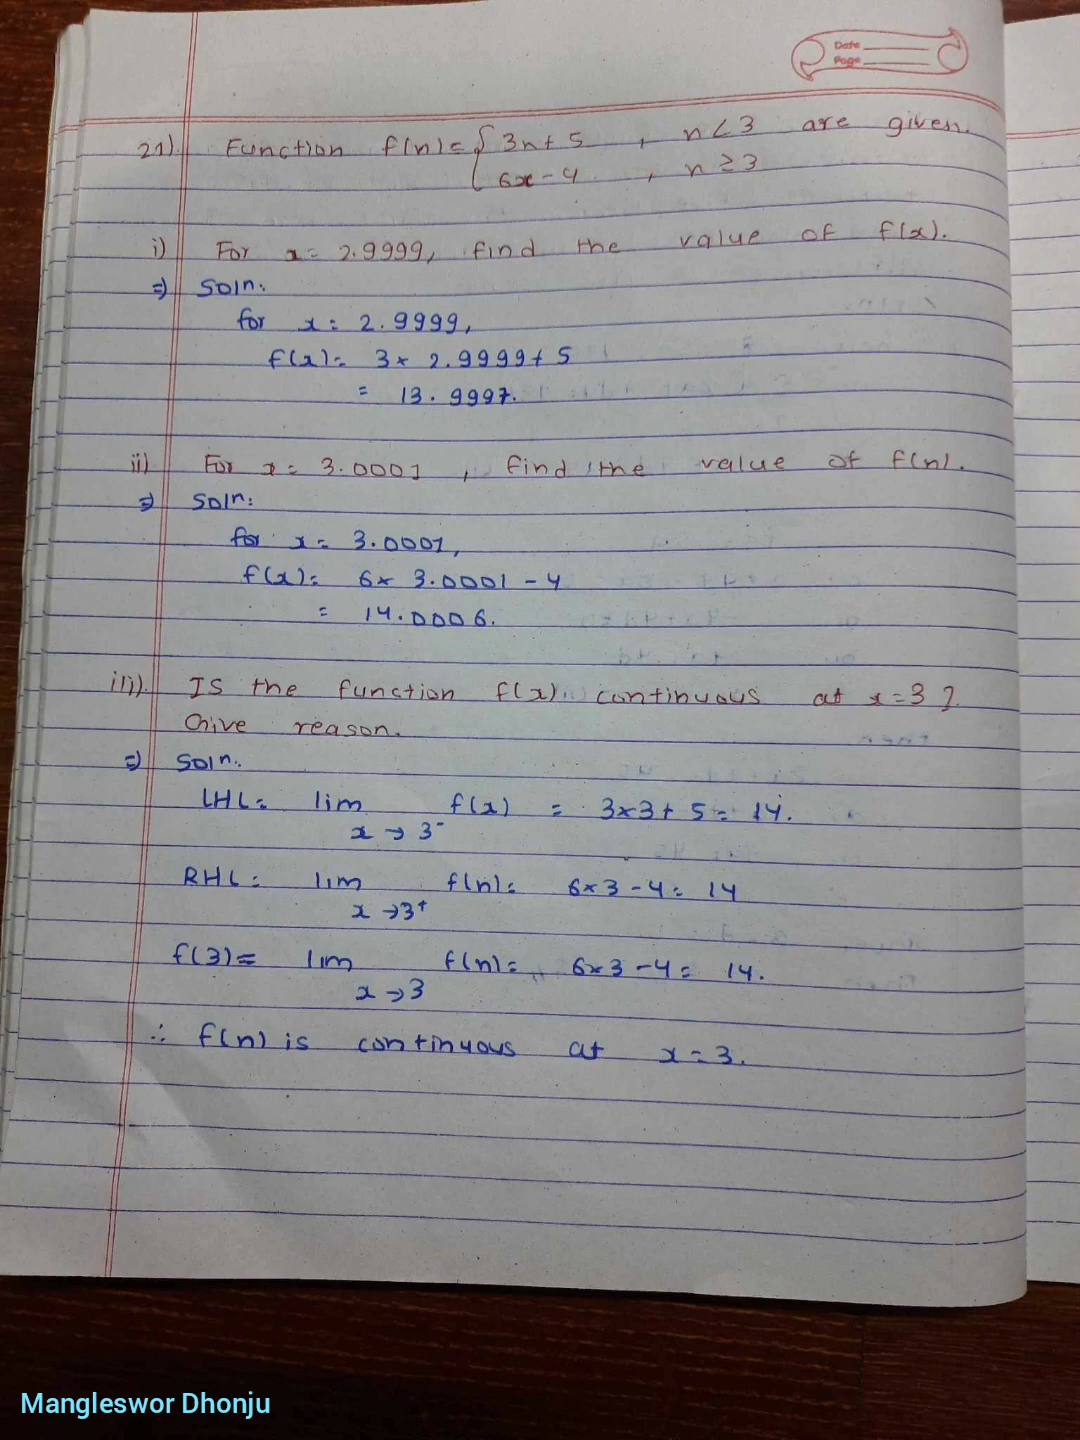 Date
Page
21). Function f(n)= { 3n+5 , n<3 are given.
6x-4 , n≥3
i) For x=2.9999, find the value of f(x).
=) Soln:
for x= 2.9999,
f(x)= 3× 2.9999+5
= 13.9997.
ii) For x=3.0001 , find the value of f(n).
=) Soln:
for x= 3.0001,
f(x)= 6× 3.0001-4
= 14.0006.
iii). Is the function f(x) continuous at x=3?
Give reason.
=) Soln:
LHL= lim f(x) = 3×3+5=14.
x→3⁻
RHL= lim f(n)= 6×3-4=14
x→3⁺
f(3)= lim f(n)= 6×3-4=14.
x→3
∴ f(n) is continuous at x=3.
Mangleswor Dhonju